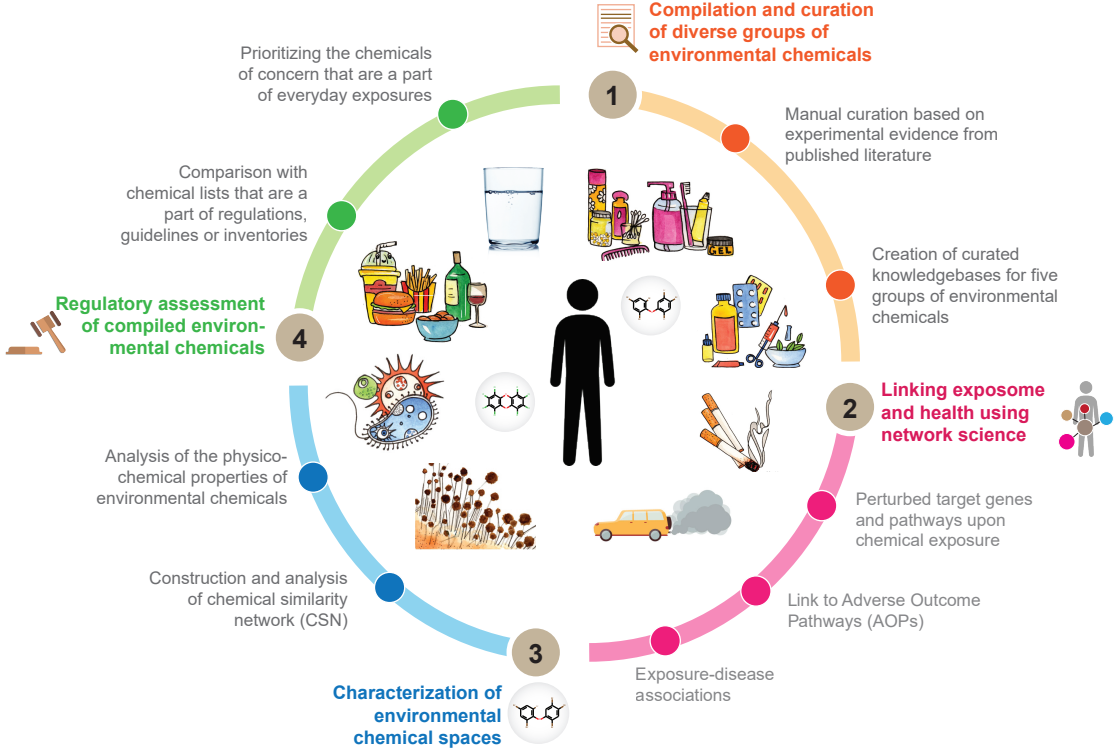 1
Compilation and curation
of diverse groups of
environmental chemicals
Manual curation based on
experimental evidence from
published literature
Creation of curated
knowledgebases for five
groups of environmental
chemicals
GEL
2
Linking exposome
and health using
network science
Perturbed target genes
and pathways upon
chemical exposure
Link to Adverse Outcome
Pathways (AOPs)
Exposure-disease
associations
3
Characterization of
environmental
chemical spaces
Construction and analysis
of chemical similarity
network (CSN)
Analysis of the physico-
chemical properties of
environmental chemicals
4
Regulatory assessment
of compiled environ-
mental chemicals
Comparison with
chemical lists that are a
part of regulations,
guidelines or inventories
Prioritizing the chemicals
of concern that are a part
of everyday exposures